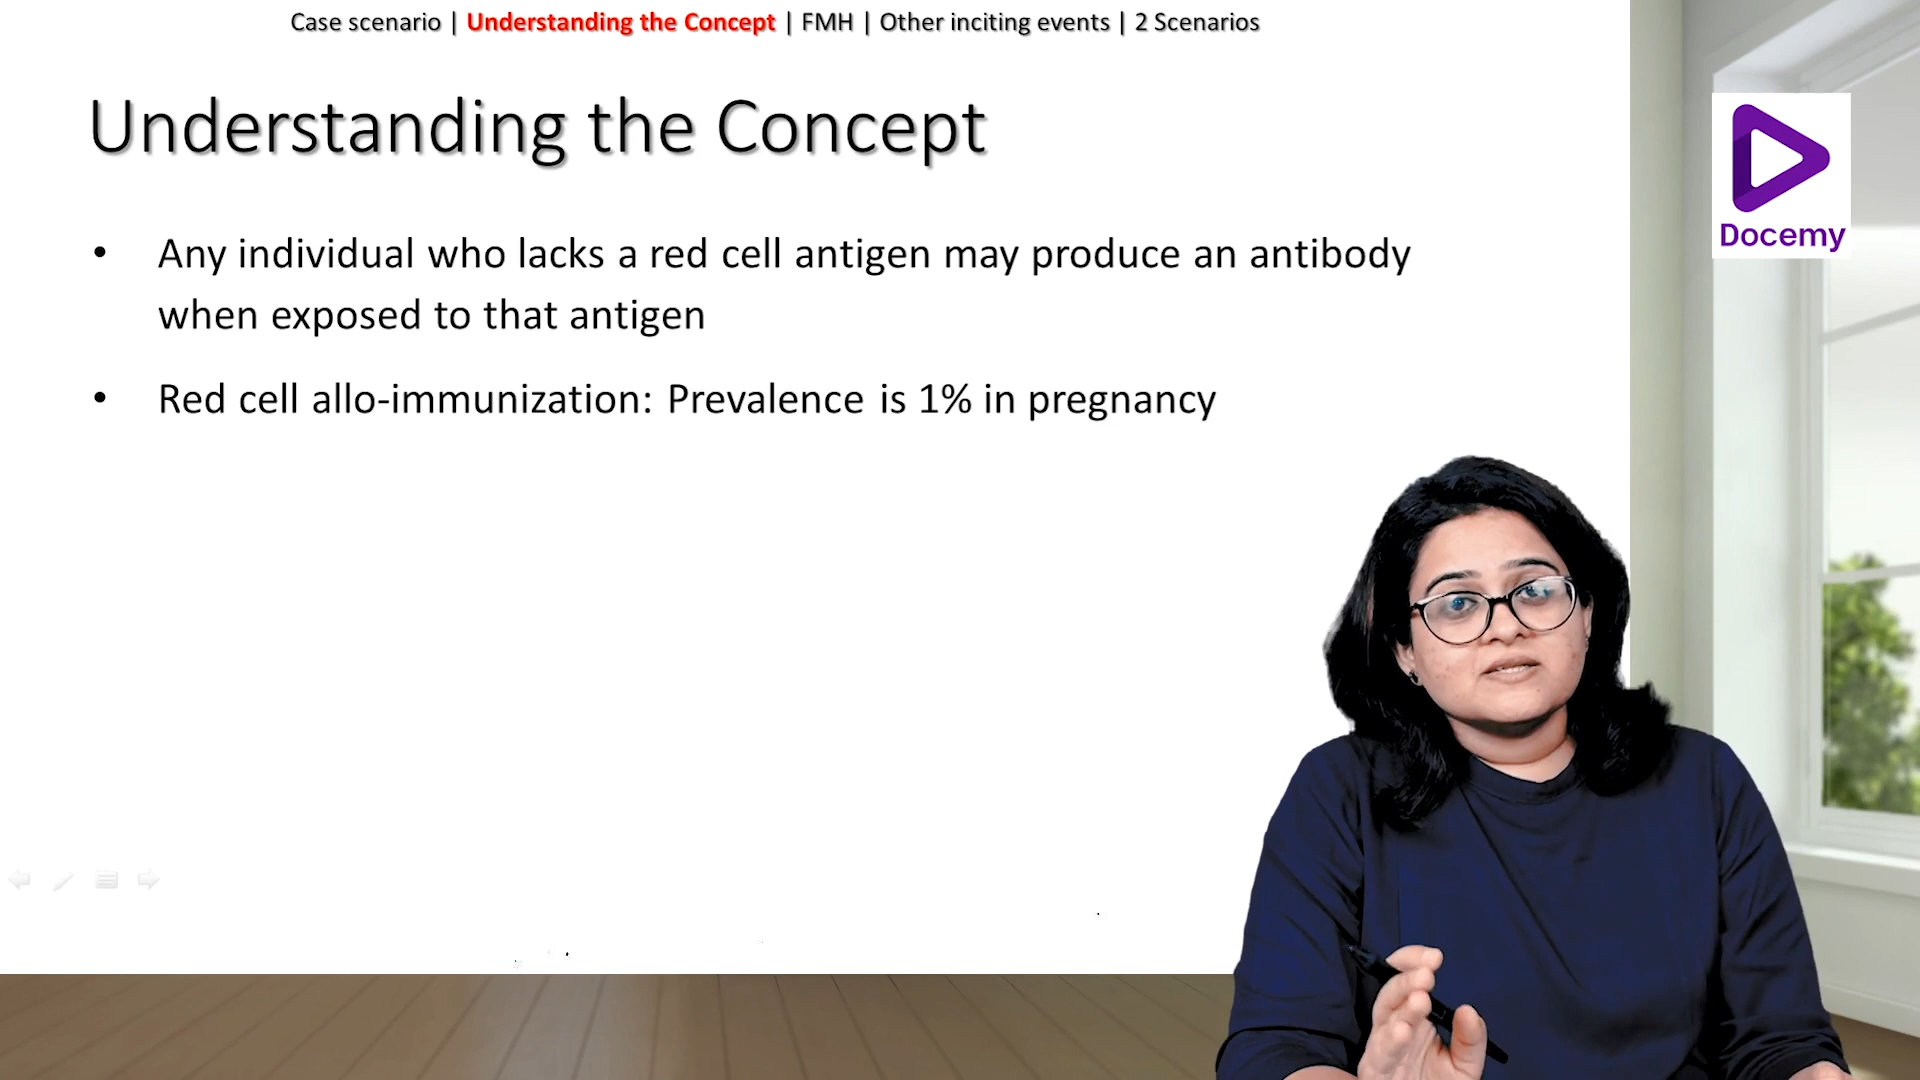 Case scenario | Understanding the Concept | FMH | Other inciting events | 2 Scenarios
Understanding the Concept
• Any individual who lacks a red cell antigen may produce an antibody
when exposed to that antigen
• Red cell allo-immunization: Prevalence is 1% in pregnancy
Docemy